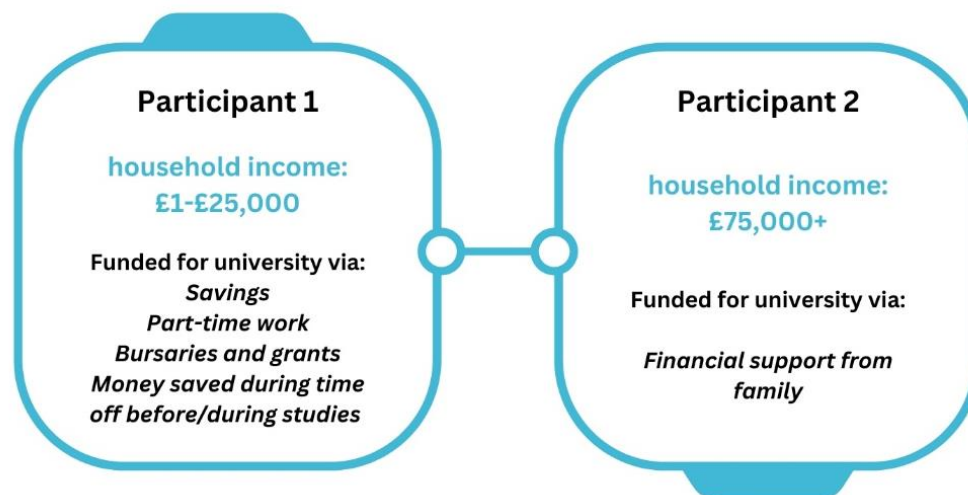 Participant 1
household income:
£1-£25,000
Funded for university via:
Savings
Part-time work
Bursaries and grants
Money saved during time
off before/during studies
Participant 2
household income:
£75,000+
Funded for university via:
Financial support from
family